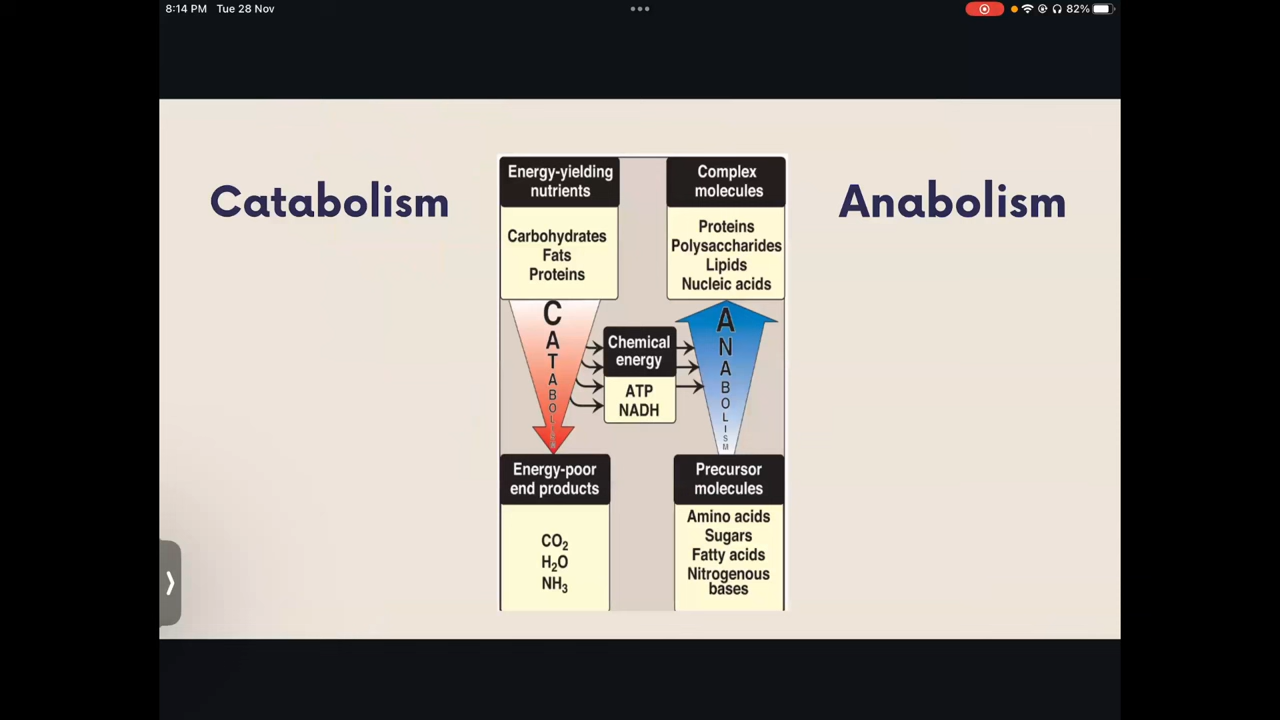 8:14 PM Tue 28 Nov
82%
Catabolism
Anabolism
Energy-yielding
nutrients
Carbohydrates
Fats
Proteins
Complex
molecules
Proteins
Polysaccharides
Lipids
Nucleic acids
CATABOLISM
Chemical
energy
ATP
NADH
ANABOLISM
Energy-poor
end products
CO₂
H₂O
NH₃
Precursor
molecules
Amino acids
Sugars
Fatty acids
Nitrogenous
bases